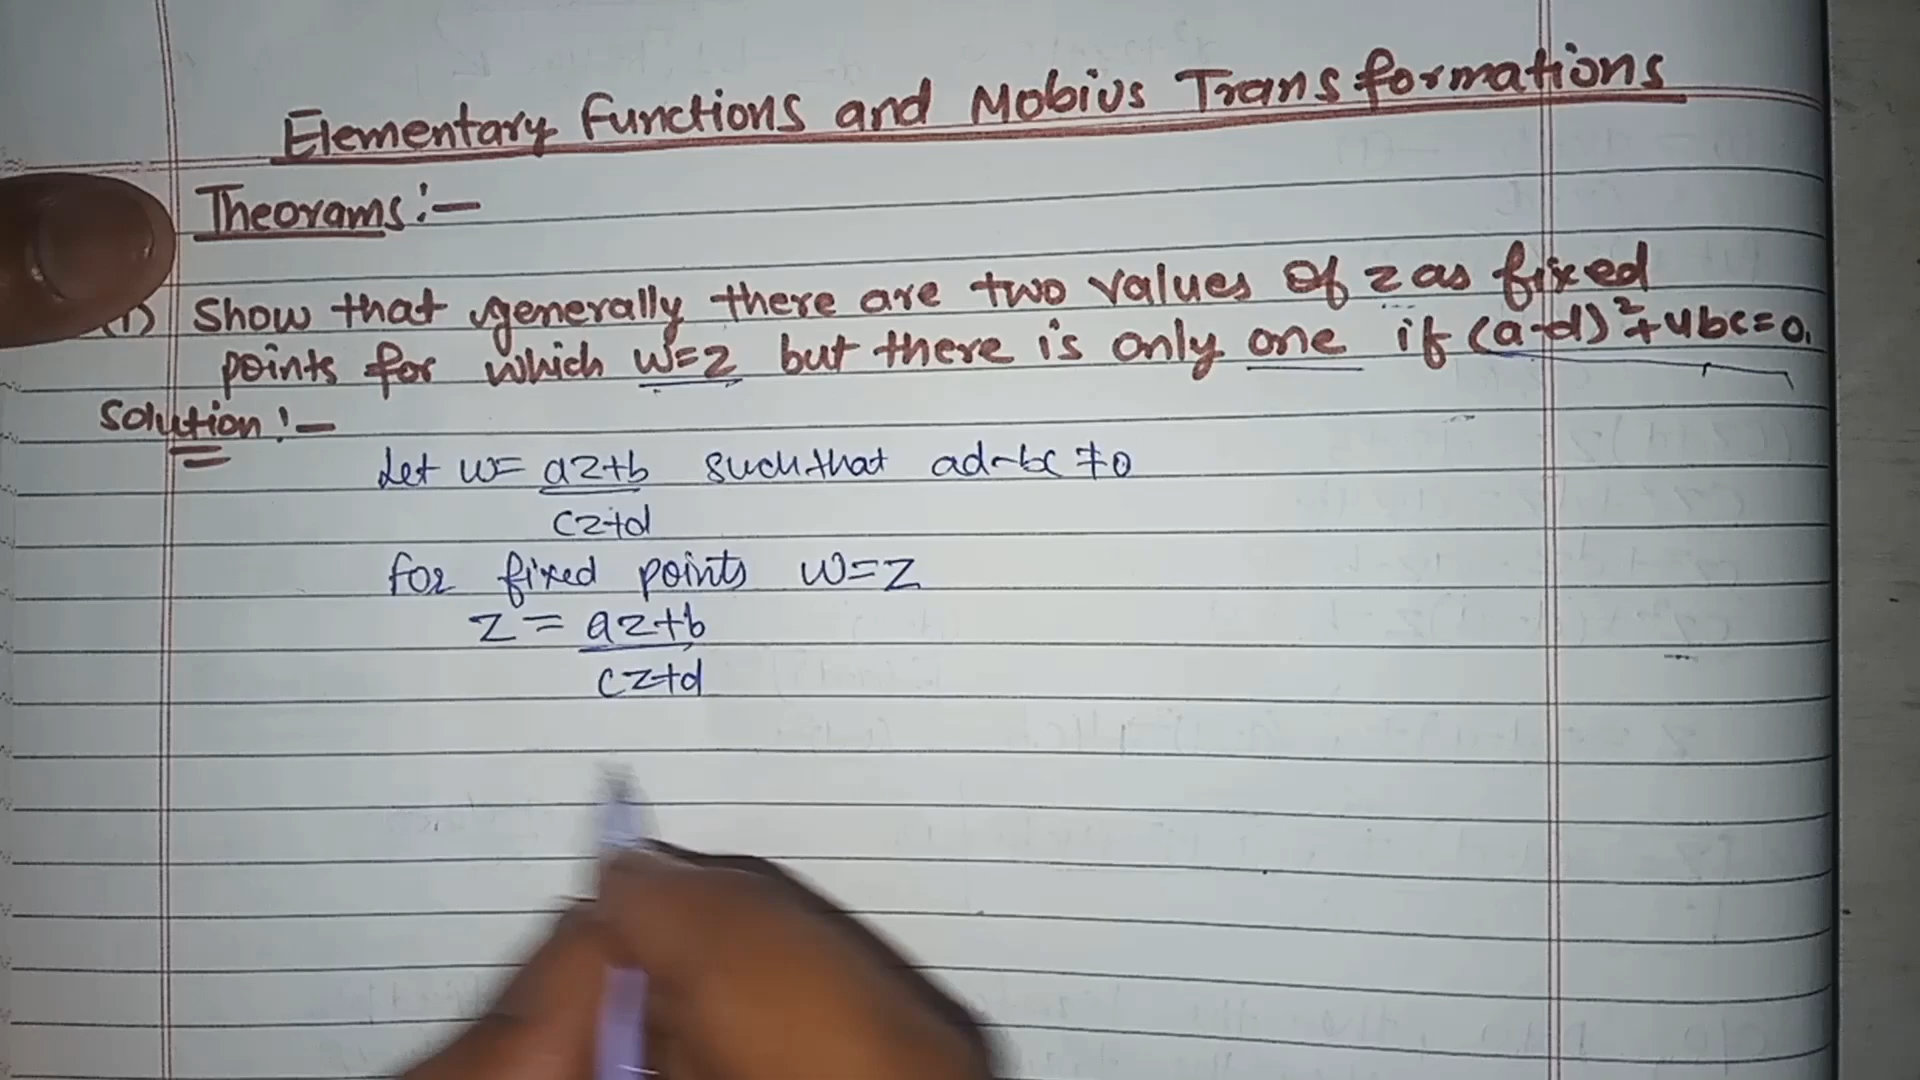 Elementary Functions and Mobius Transformations
Theorams:-
(1) Show that generally there are two values of z as fixed
points for which w=z but there is only one if (a-d)²+4bc=0.
Solution:-
Let w= az+b such that ad-bc≠0
cz+d
for fixed points w=z
z = az+b
cz+d